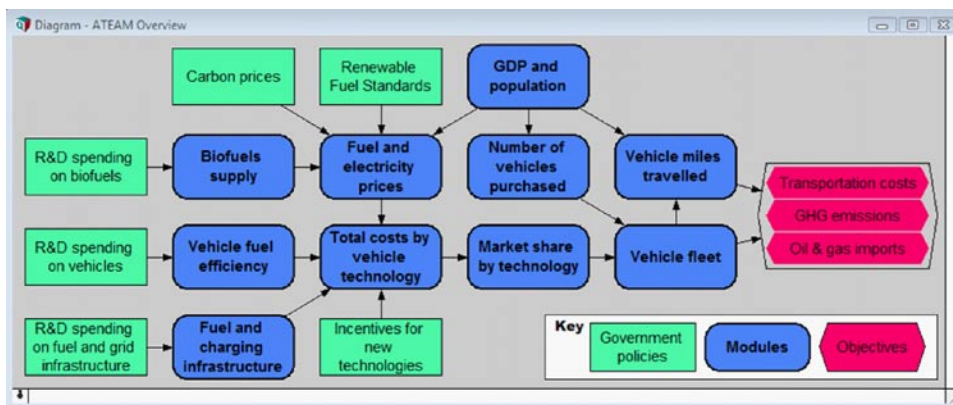 Diagram - ATEAM Overview
Carbon prices
Renewable
Fuel Standards
GDP and
population
R&D spending
on biofuels
Biofuels
supply
Fuel and
electricity
prices
Number of
vehicles
purchased
Vehicle miles
travelled
Transportation costs
GHG emissions
Oil & gas imports
R&D spending
on vehicles
Vehicle fuel
efficiency
Total costs by
vehicle
technology
Market share
by technology
Vehicle fleet
R&D spending
on fuel and grid
infrastructure
Fuel and
charging
infrastructure
Incentives for
new
technologies
Key
Government
policies
Modules
Objectives